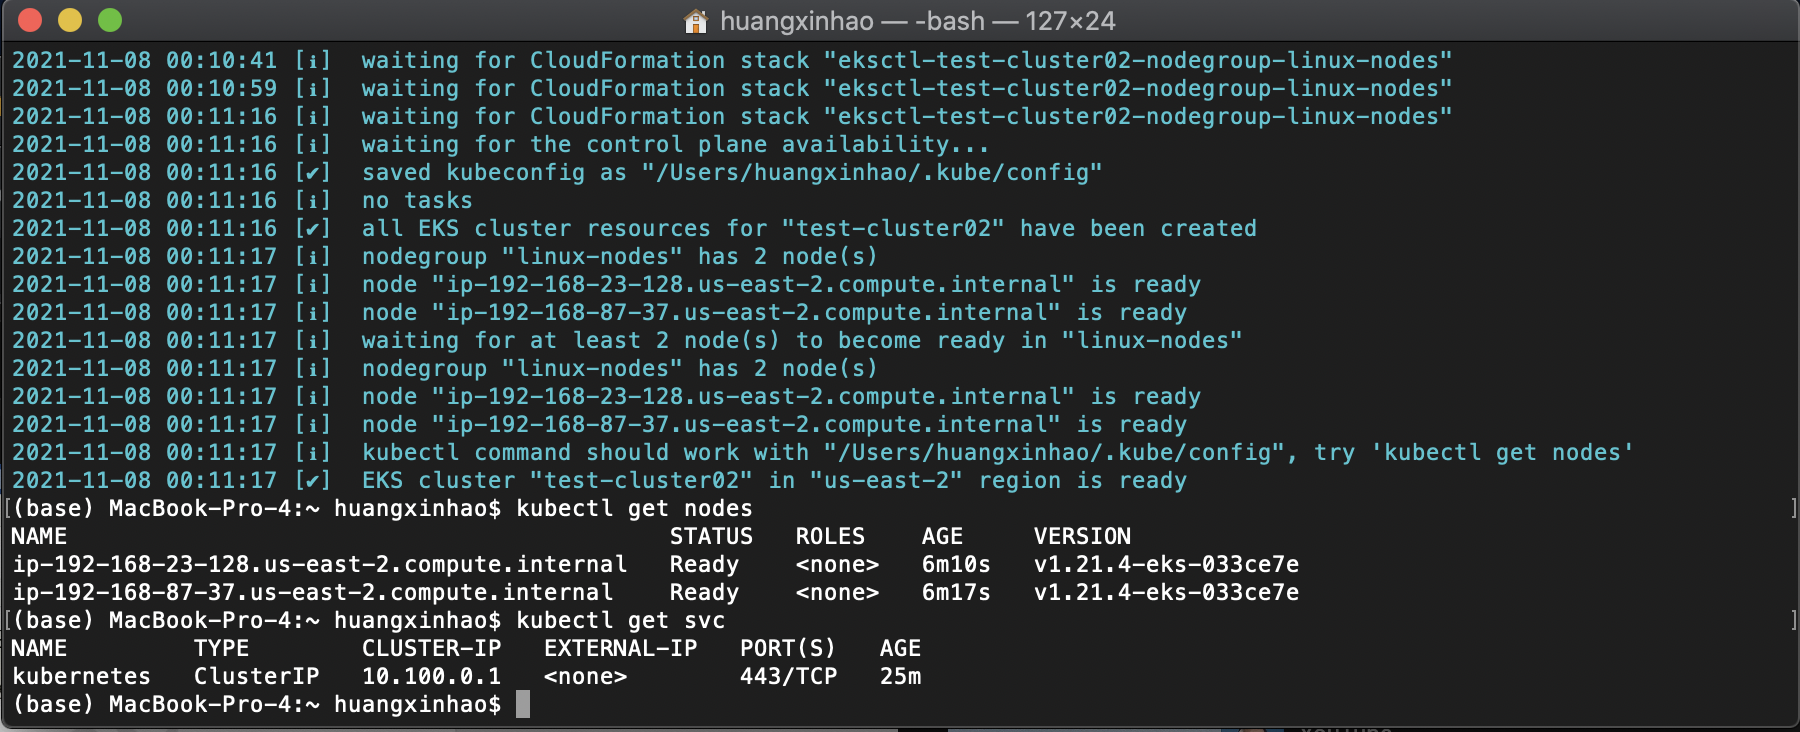 huangxinhao — -bash — 127×24
2021-11-08 00:10:41 [ℹ]  waiting for CloudFormation stack "eksctl-test-cluster02-nodegroup-linux-nodes"
2021-11-08 00:10:59 [ℹ]  waiting for CloudFormation stack "eksctl-test-cluster02-nodegroup-linux-nodes"
2021-11-08 00:11:16 [ℹ]  waiting for CloudFormation stack "eksctl-test-cluster02-nodegroup-linux-nodes"
2021-11-08 00:11:16 [ℹ]  waiting for the control plane availability...
2021-11-08 00:11:16 [✔]  saved kubeconfig as "/Users/huangxinhao/.kube/config"
2021-11-08 00:11:16 [ℹ]  no tasks
2021-11-08 00:11:16 [✔]  all EKS cluster resources for "test-cluster02" have been created
2021-11-08 00:11:17 [ℹ]  nodegroup "linux-nodes" has 2 node(s)
2021-11-08 00:11:17 [ℹ]  node "ip-192-168-23-128.us-east-2.compute.internal" is ready
2021-11-08 00:11:17 [ℹ]  node "ip-192-168-87-37.us-east-2.compute.internal" is ready
2021-11-08 00:11:17 [ℹ]  waiting for at least 2 node(s) to become ready in "linux-nodes"
2021-11-08 00:11:17 [ℹ]  nodegroup "linux-nodes" has 2 node(s)
2021-11-08 00:11:17 [ℹ]  node "ip-192-168-23-128.us-east-2.compute.internal" is ready
2021-11-08 00:11:17 [ℹ]  node "ip-192-168-87-37.us-east-2.compute.internal" is ready
2021-11-08 00:11:17 [ℹ]  kubectl command should work with "/Users/huangxinhao/.kube/config", try 'kubectl get nodes'
2021-11-08 00:11:17 [✔]  EKS cluster "test-cluster02" in "us-east-2" region is ready
[(base) MacBook-Pro-4:~ huangxinhao$ kubectl get nodes ]
NAME                                           STATUS   ROLES    AGE     VERSION
ip-192-168-23-128.us-east-2.compute.internal   Ready    <none>   6m10s   v1.21.4-eks-033ce7e
ip-192-168-87-37.us-east-2.compute.internal    Ready    <none>   6m17s   v1.21.4-eks-033ce7e
[(base) MacBook-Pro-4:~ huangxinhao$ kubectl get svc ]
NAME         TYPE        CLUSTER-IP   EXTERNAL-IP   PORT(S)   AGE
kubernetes   ClusterIP   10.100.0.1   <none>        443/TCP   25m
(base) MacBook-Pro-4:~ huangxinhao$